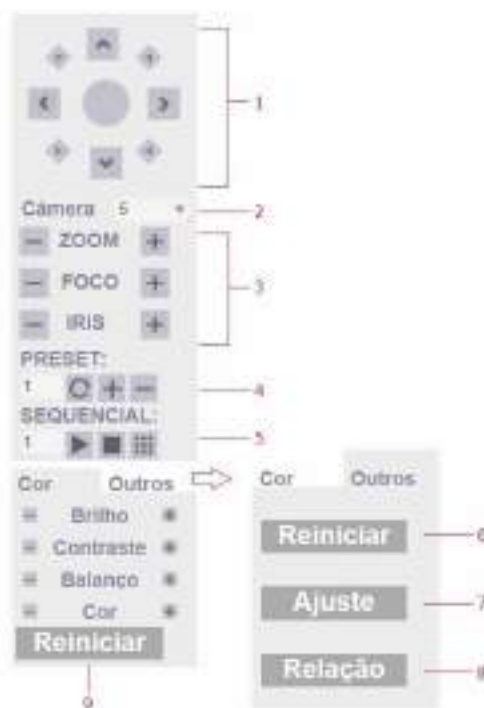 1
Câmera 5
2
ZOOM
FOCO
3
IRIS
PRESET:
1
4
SEQUENCIAL:
1
5
Cor Outros
Brilho
Contraste
Balanço
Cor
Reiniciar
9
Cor Outros
Reiniciar
6
Ajuste
7
Relação
8